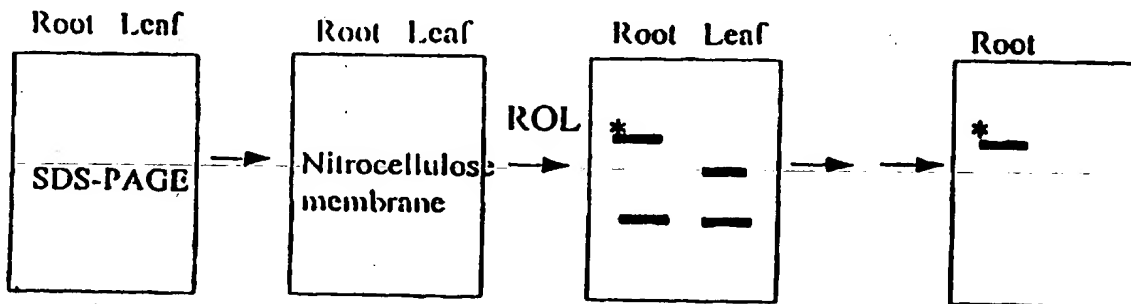 Root Leaf
Root Leaf
Root Leaf
Root
*
*
ROL
SDS-PAGE
Nitrocellulose
membrane